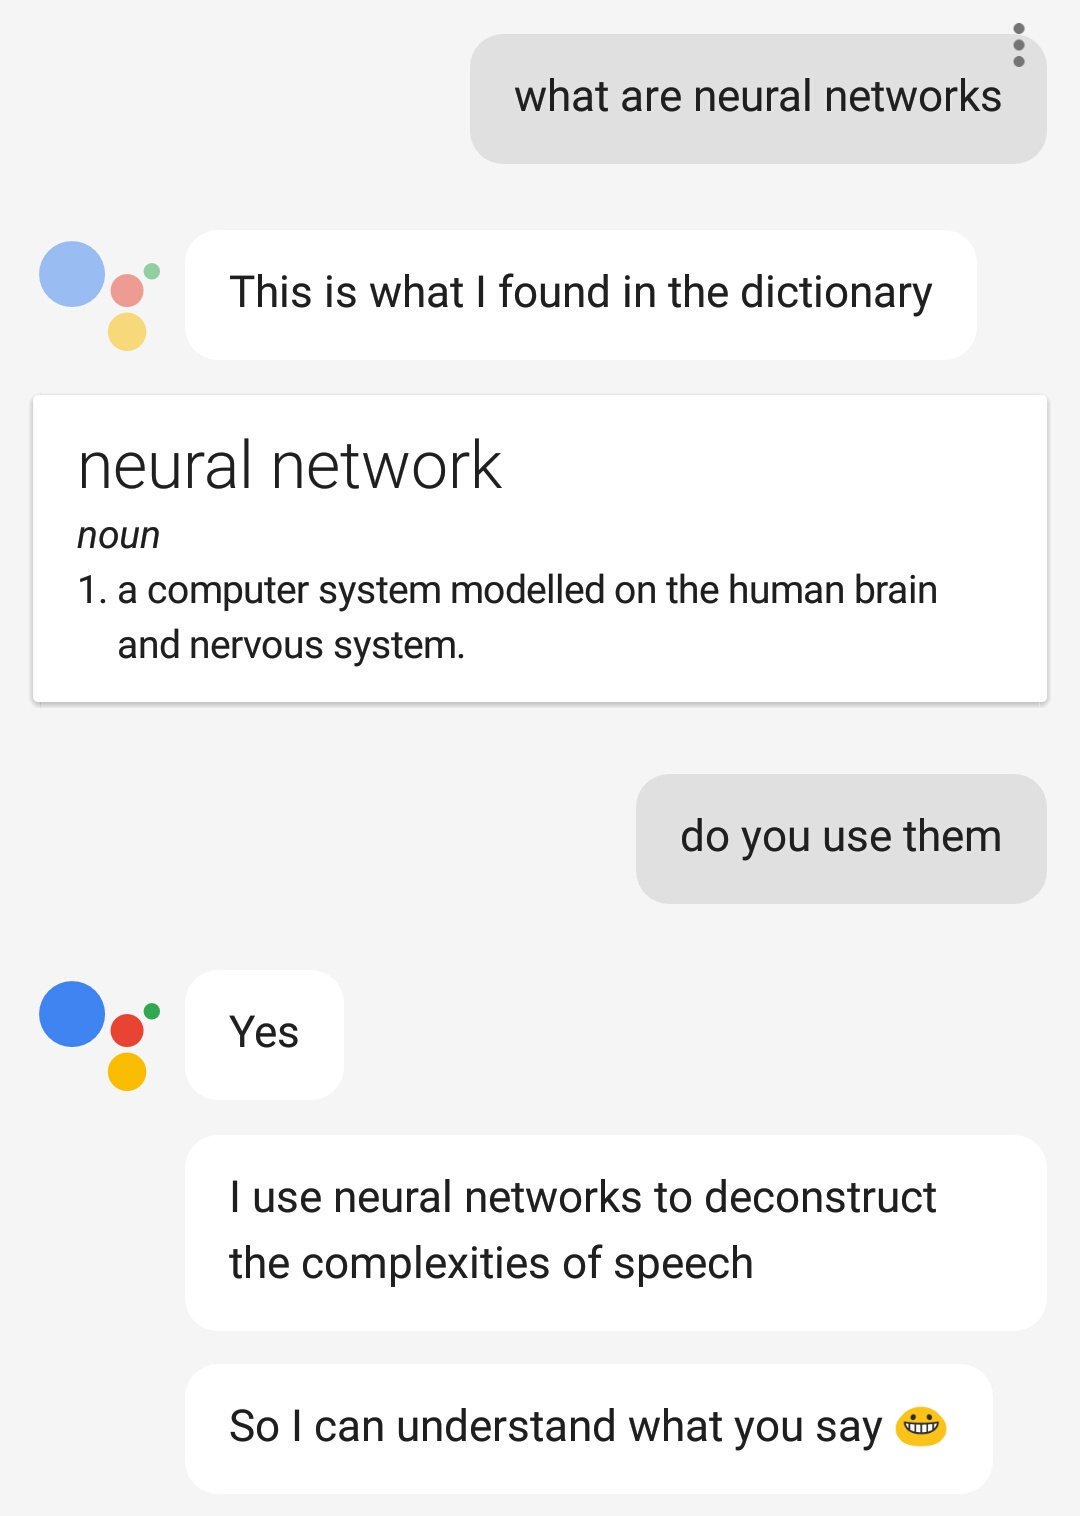 what are neural networks
This is what I found in the dictionary
neural network
noun
1. a computer system modelled on the human brain
and nervous system.
do you use them
Yes
I use neural networks to deconstruct
the complexities of speech
So I can understand what you say 😀